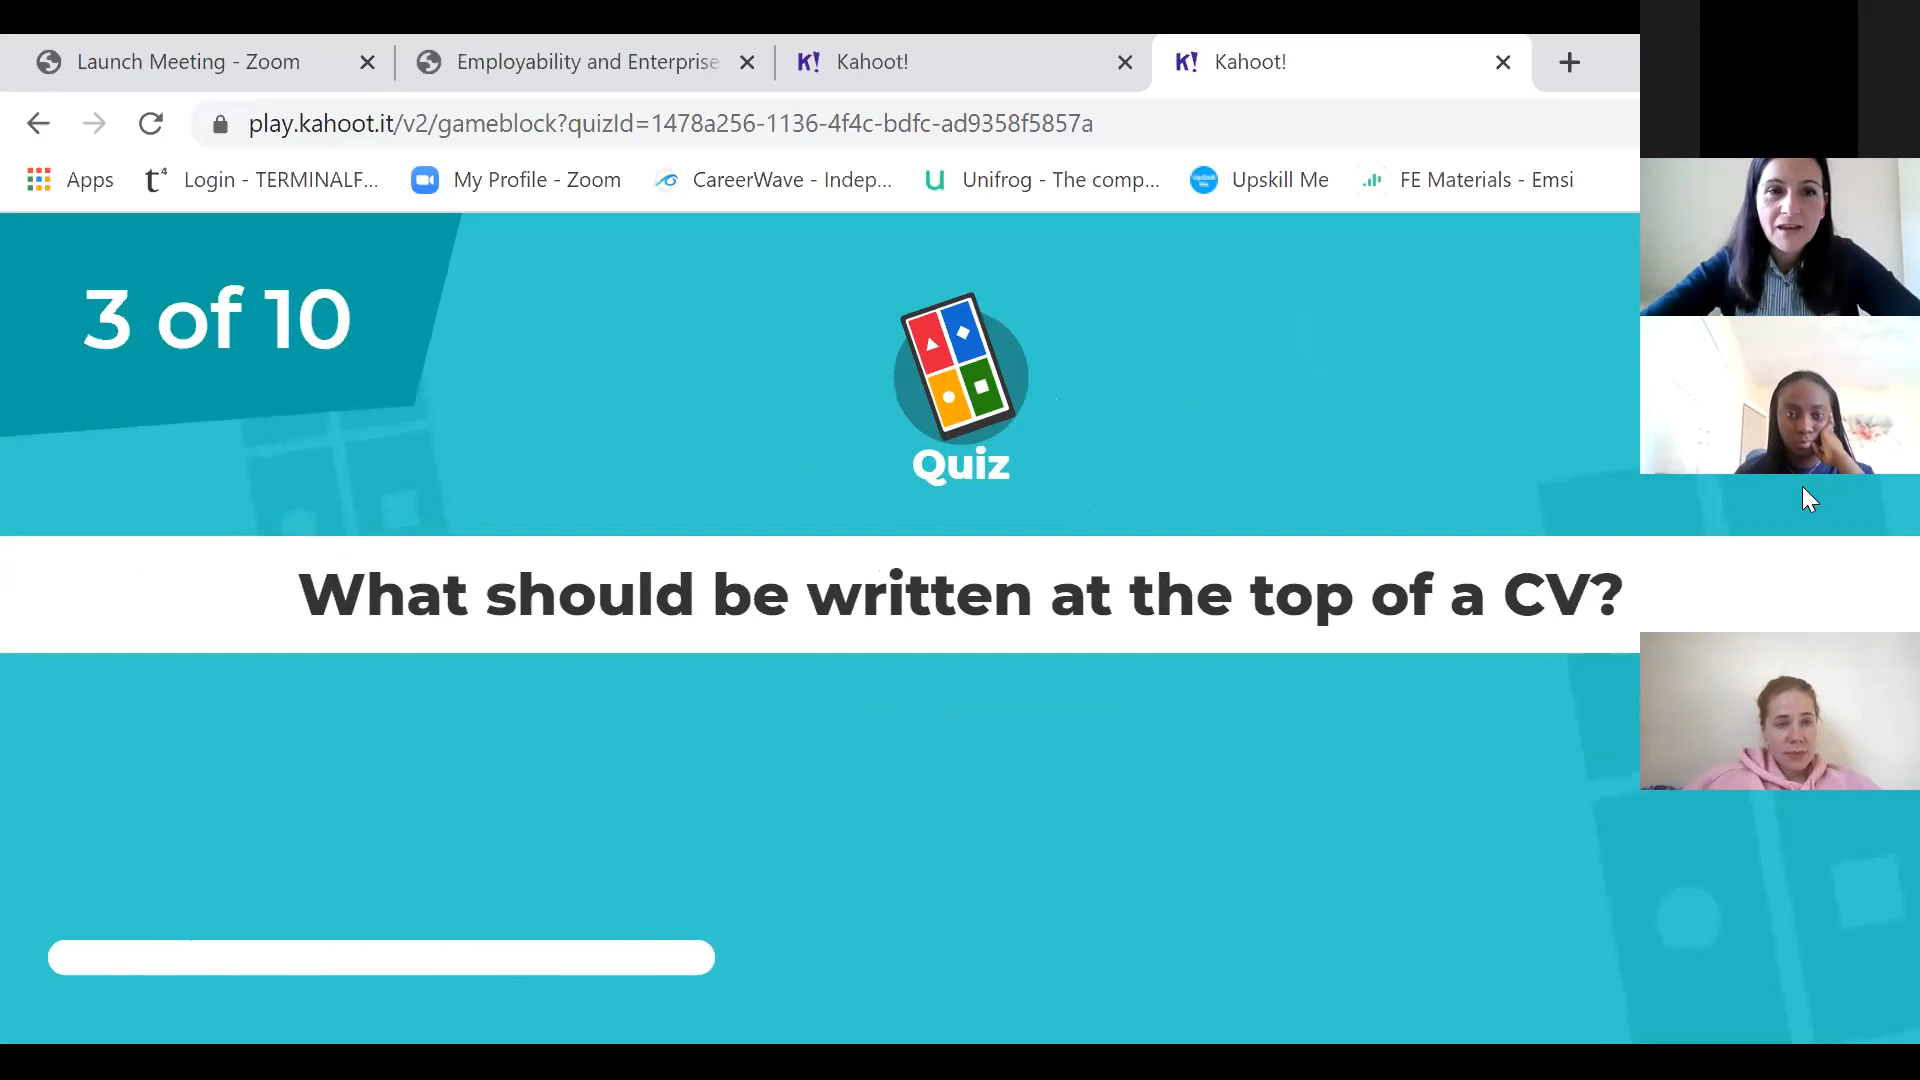 Launch Meeting - Zoom
Employability and Enterprise
Kahoot!
Kahoot!
play.kahoot.it/v2/gameblock?quizId=1478a256-1136-4f4c-bdfc-ad9358f5857a
Apps
t4 Login - TERMINALF...
My Profile - Zoom
CareerWave - Indep...
Unifrog - The comp...
Upskill Me
FE Materials - Emsi
3 of 10
Quiz
What should be written at the top of a CV?